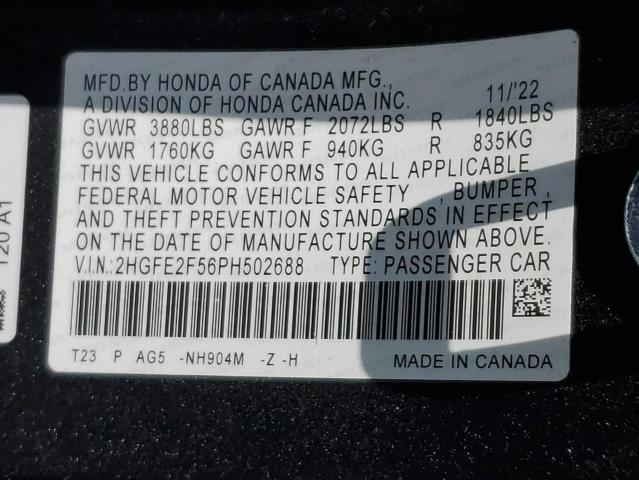 MFD.BY HONDA OF CANADA MFG.,
A DIVISION OF HONDA CANADA INC. 11/'22
GVWR 3880LBS GAWR F 2072LBS R 1840LBS
GVWR 1760KG GAWR F 940KG R 835KG
THIS VEHICLE CONFORMS TO ALL APPLICABLE
FEDERAL MOTOR VEHICLE SAFETY , BUMPER ,
AND THEFT PREVENTION STANDARDS IN EFFECT
ON THE DATE OF MANUFACTURE SHOWN ABOVE.
V.I.N.:2HGFE2F56PH502688 TYPE: PASSENGER CAR
T23 P AG5 -NH904M -Z -H MADE IN CANADA
T20 A1